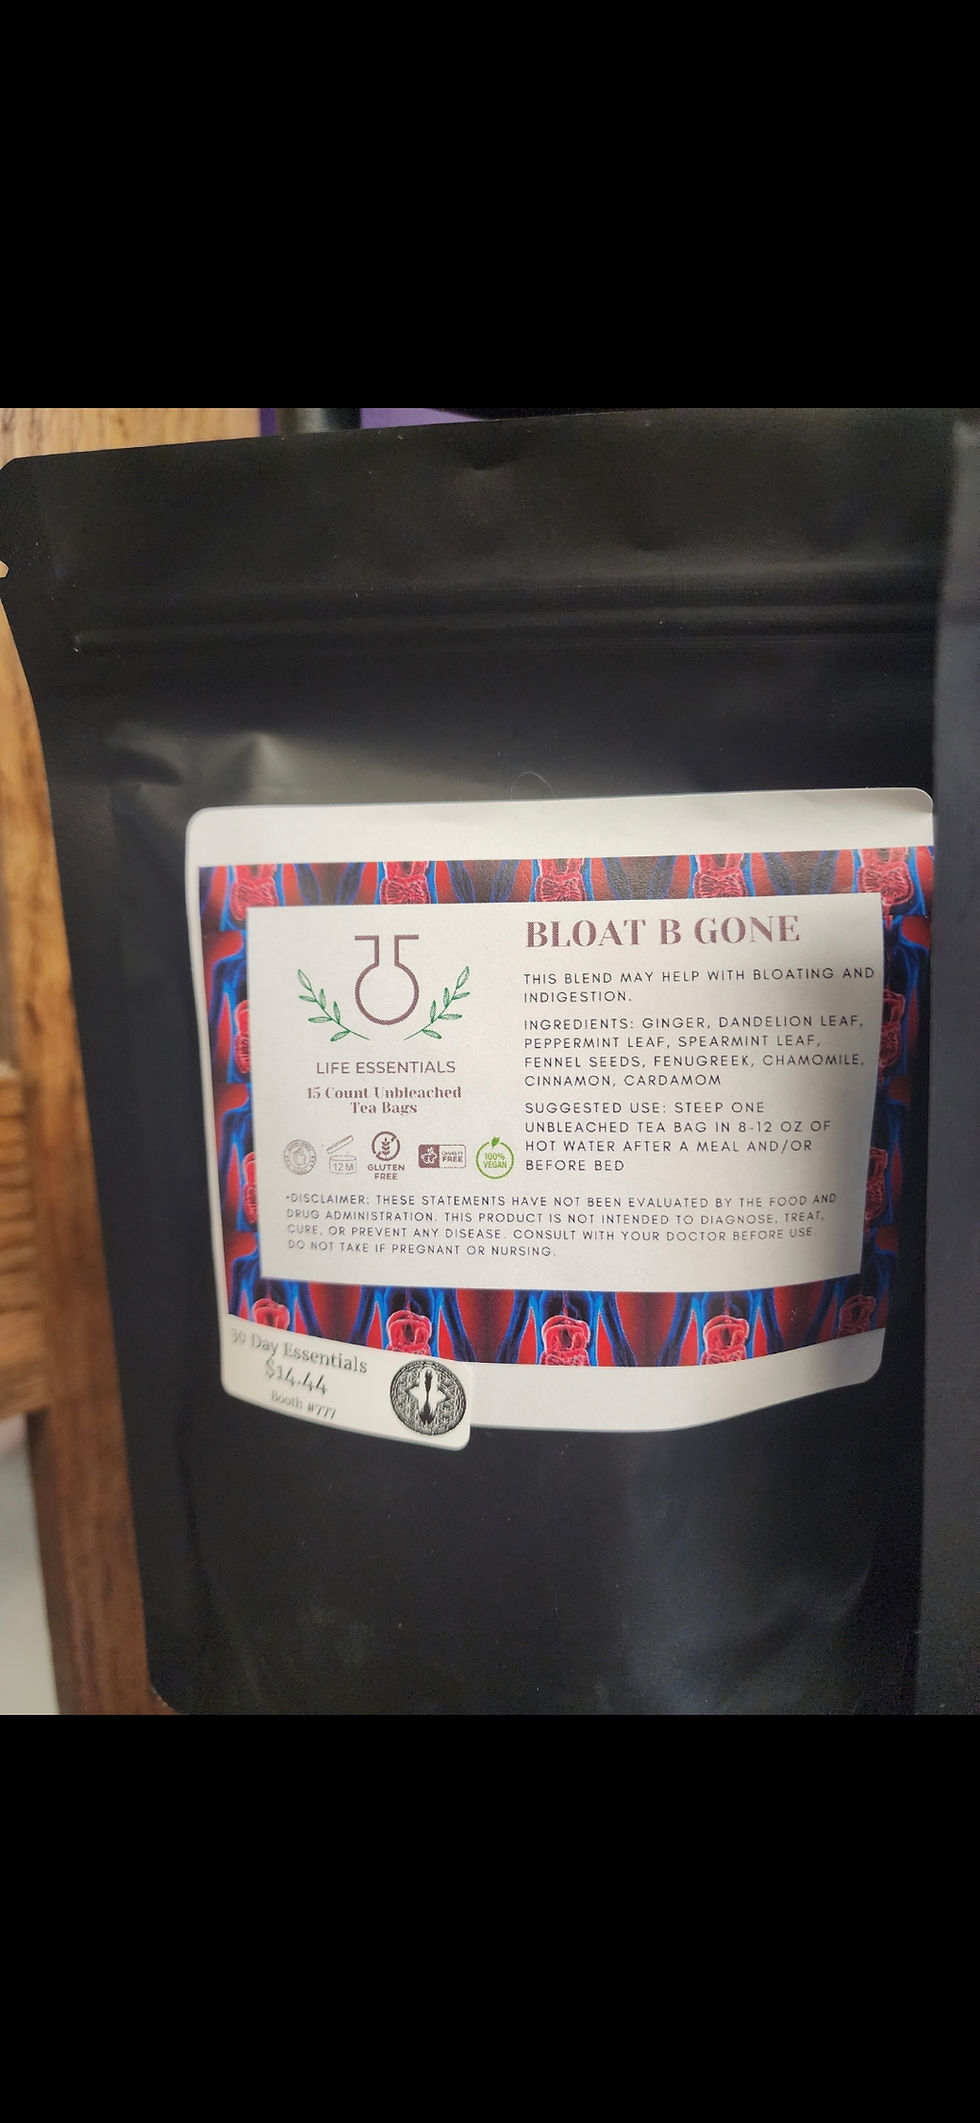 BLOAT B GONE
THIS BLEND MAY HELP WITH BLOATING AND
INDIGESTION.
INGREDIENTS: GINGER, DANDELION LEAF,
PEPPERMINT LEAF, SPEARMINT LEAF,
FENNEL SEEDS, FENUGREEK, CHAMOMILE,
CINNAMON, CARDAMOM
SUGGESTED USE: STEEP ONE
UNBLEACHED TEA BAG IN 8-12 OZ OF
HOT WATER AFTER A MEAL AND/OR
BEFORE BED
LIFE ESSENTIALS
15 Count Unbleached
Tea Bags
12 M
GLUTEN
FREE
CRUELTY
FREE
100%
VEGAN
*DISCLAIMER: THESE STATEMENTS HAVE NOT BEEN EVALUATED BY THE FOOD AND
DRUG ADMINISTRATION. THIS PRODUCT IS NOT INTENDED TO DIAGNOSE, TREAT,
CURE, OR PREVENT ANY DISEASE. CONSULT WITH YOUR DOCTOR BEFORE USE.
DO NOT TAKE IF PREGNANT OR NURSING.
30 Day Essentials
$14.44
Booth #777